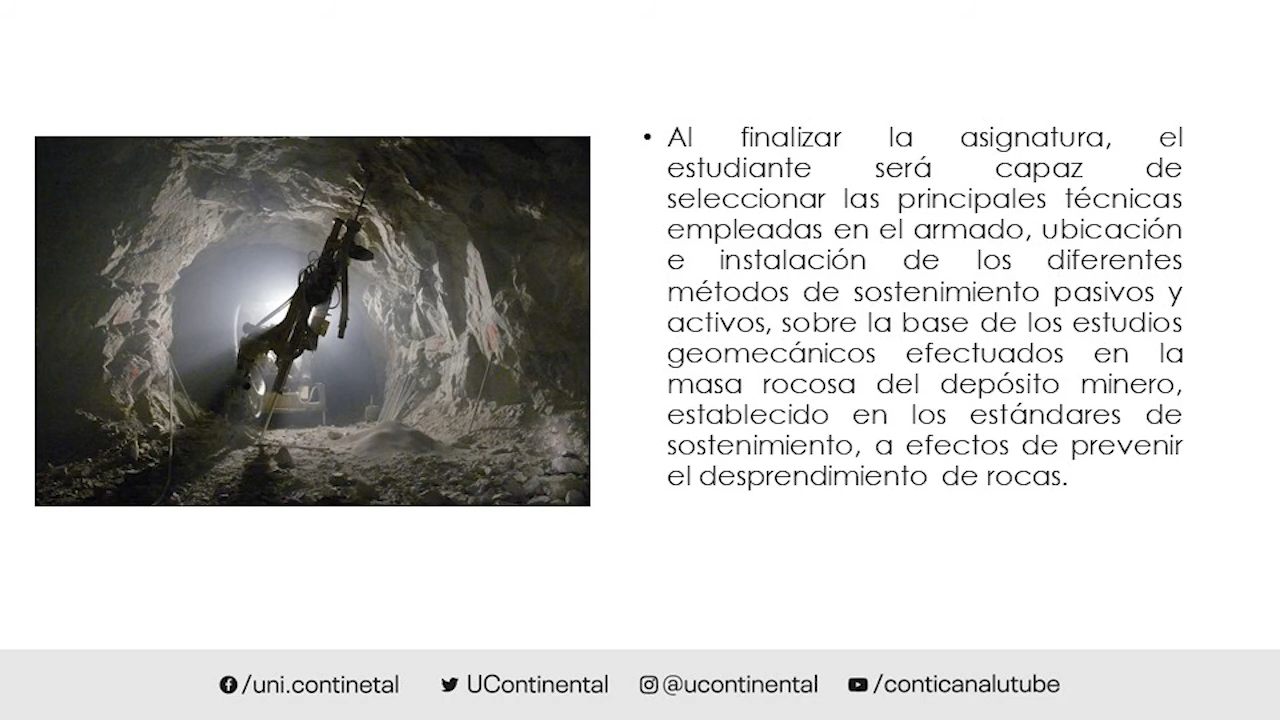 • Al finalizar la asignatura, el
estudiante será capaz de
seleccionar las principales técnicas
empleadas en el armado, ubicación
e instalación de los diferentes
métodos de sostenimiento pasivos y
activos, sobre la base de los estudios
geomecánicos efectuados en la
masa rocosa del depósito minero,
establecido en los estándares de
sostenimiento, a efectos de prevenir
el desprendimiento de rocas.
/uni.continetal UContinental @ucontinental /conticanalutube